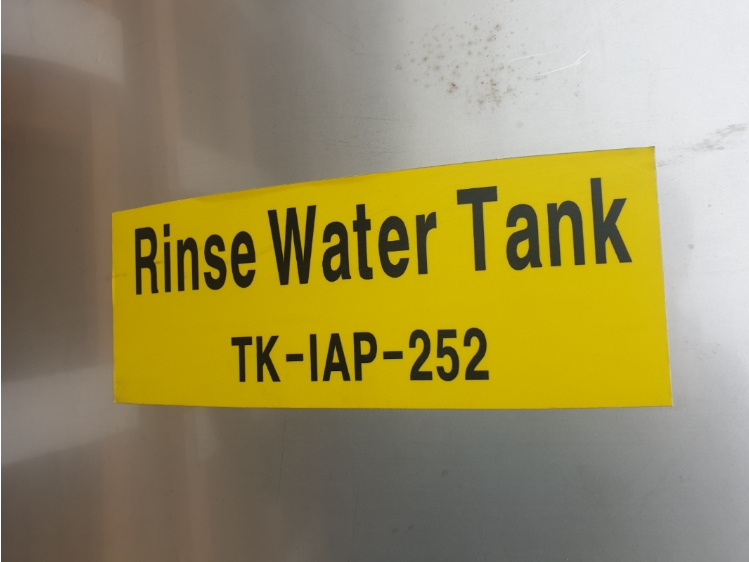 Rinse Water Tank
TK-IAP-252